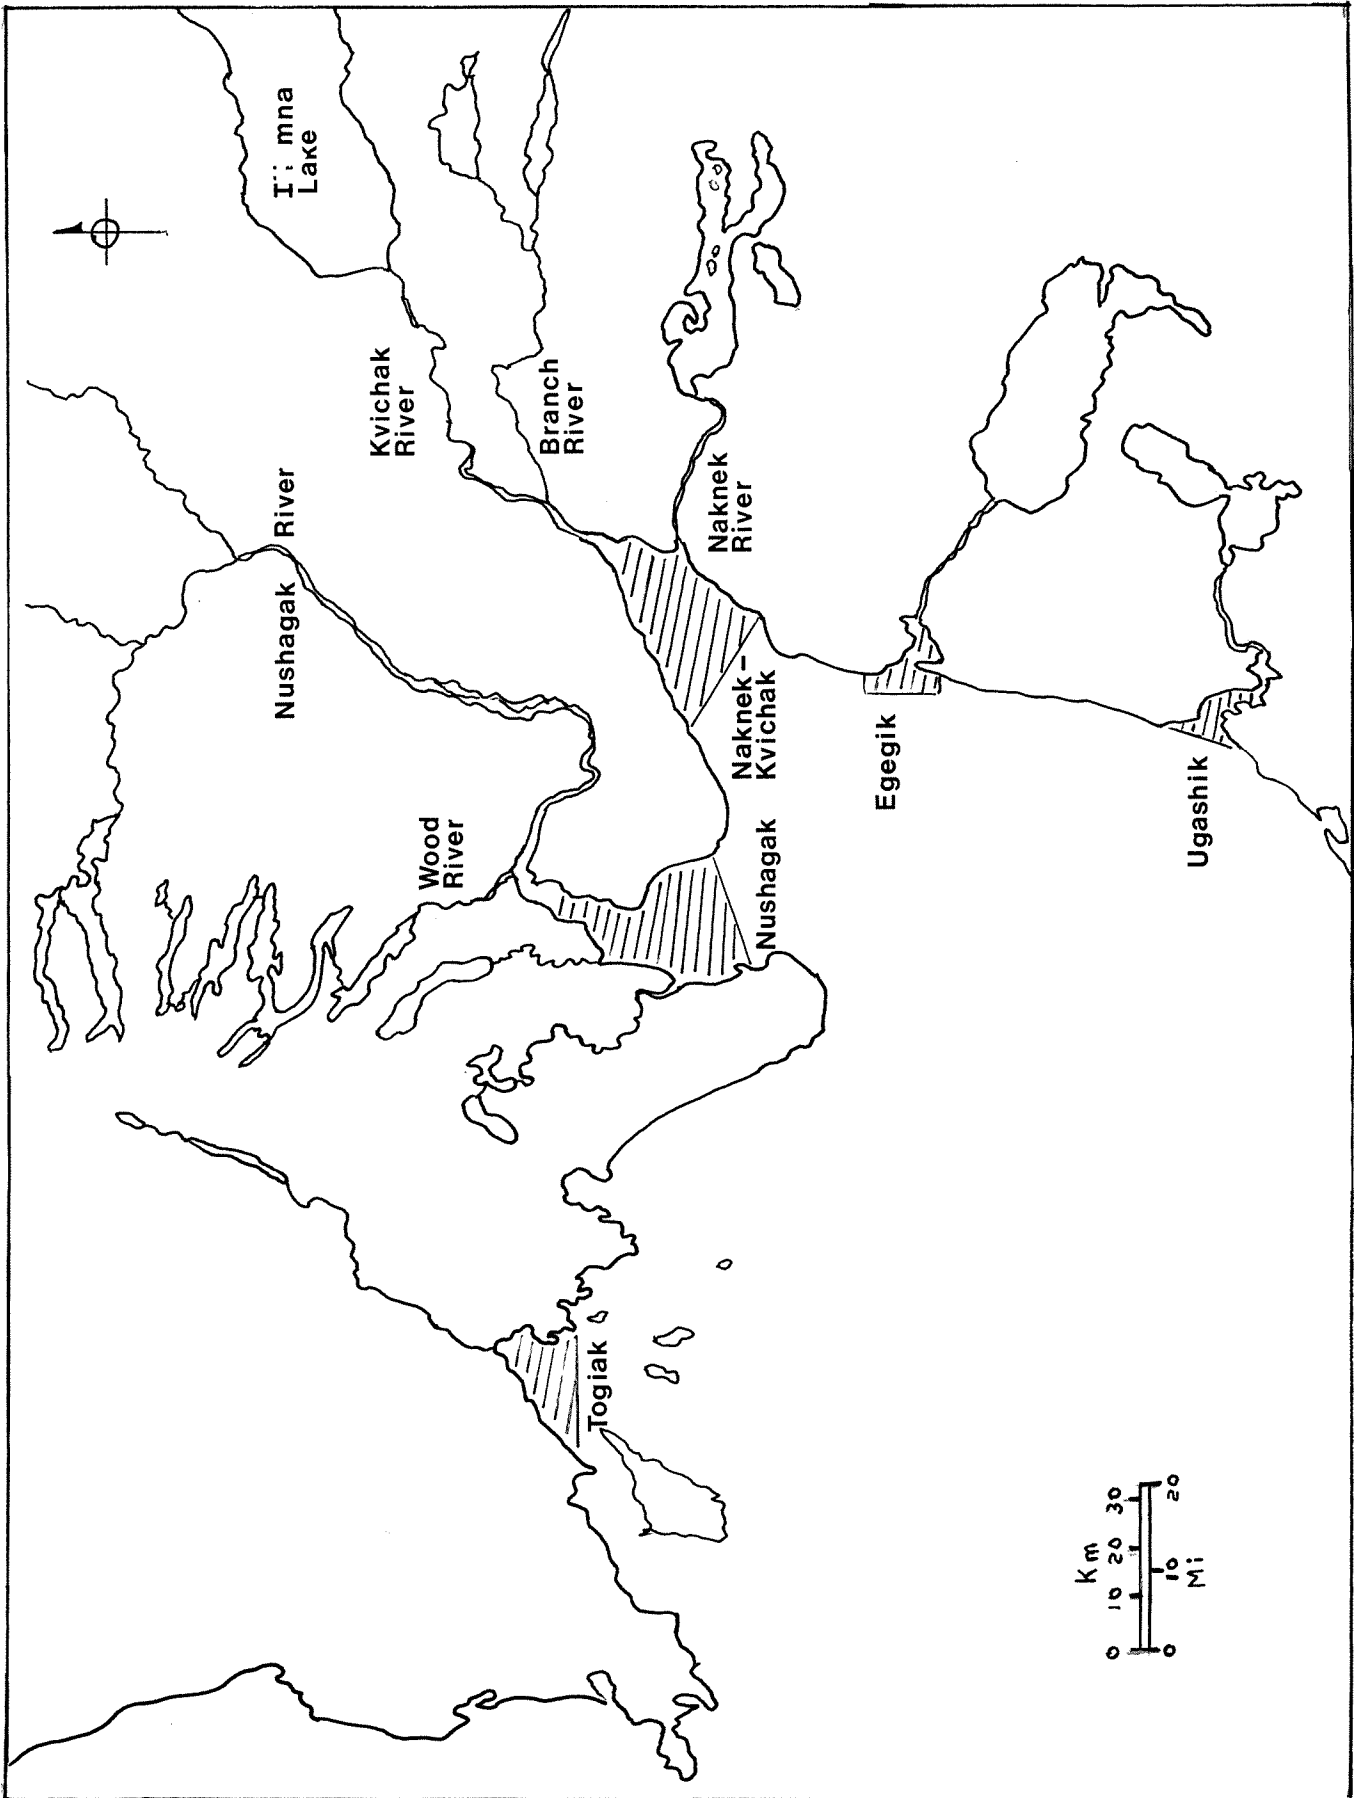 Lake
Kvichak
River
Branch
River
Nushagak River
Naknek
River
Wood
River
Naknek-
Kvichak
Nushagak
Egegik
Ugashik
Togiak
Km
0 10 20 30
0 10 20
Mi